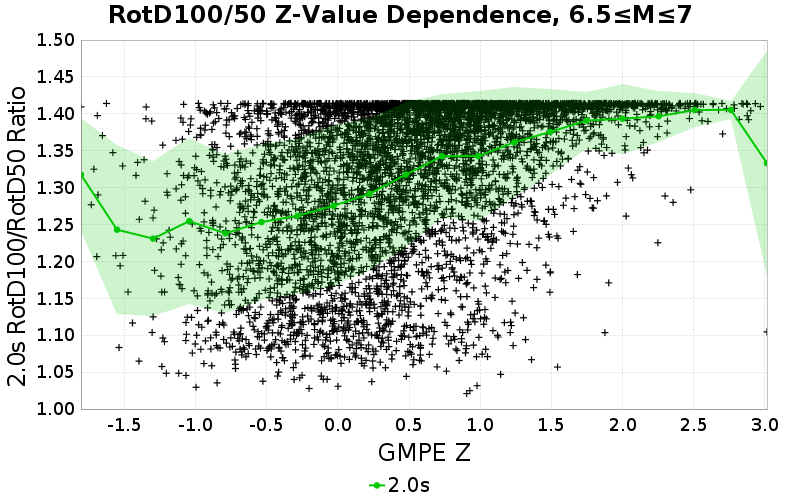 RotD100/50 Z-Value Dependence, 6.5≤M≤7
2.0s RotD100/RotD50 Ratio
1.50
1.45
1.40
1.35
1.30
1.25
1.20
1.15
1.10
1.05
1.00
-1.5 -1.0 -0.5 0.0 0.5 1.0 1.5 2.0 2.5 3.0
GMPE Z
2.0s